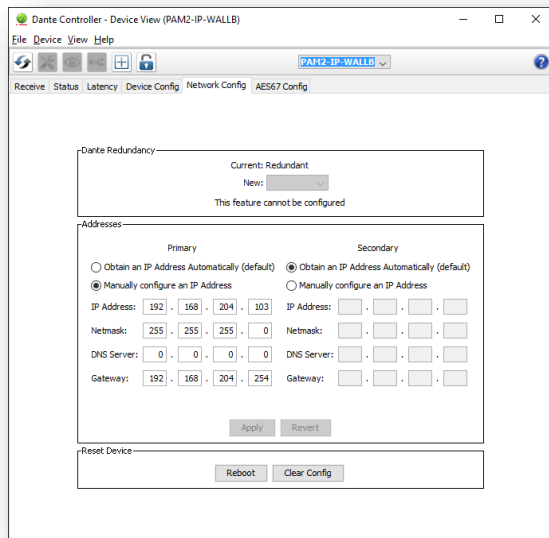 Dante Controller - Device View (PAM2-IP-WALLB)
File Device View Help
PAM2-IP-WALLB
Receive Status Latency Device Config Network Config AES67 Config
Dante Redundancy
Current: Redundant
New:
This feature cannot be configured
Addresses
Primary Secondary
Obtain an IP Address Automatically (default) Obtain an IP Address Automatically (default)
Manually configure an IP Address Manually configure an IP Address
IP Address: 192 . 168 . 204 . 103 IP Address: . . .
Netmask: 255 . 255 . 255 . 0 Netmask: . . .
DNS Server: 0 . 0 . 0 . 0 DNS Server: . . .
Gateway: 192 . 168 . 204 . 254 Gateway: . . .
Apply Revert
Reset Device
Reboot Clear Config